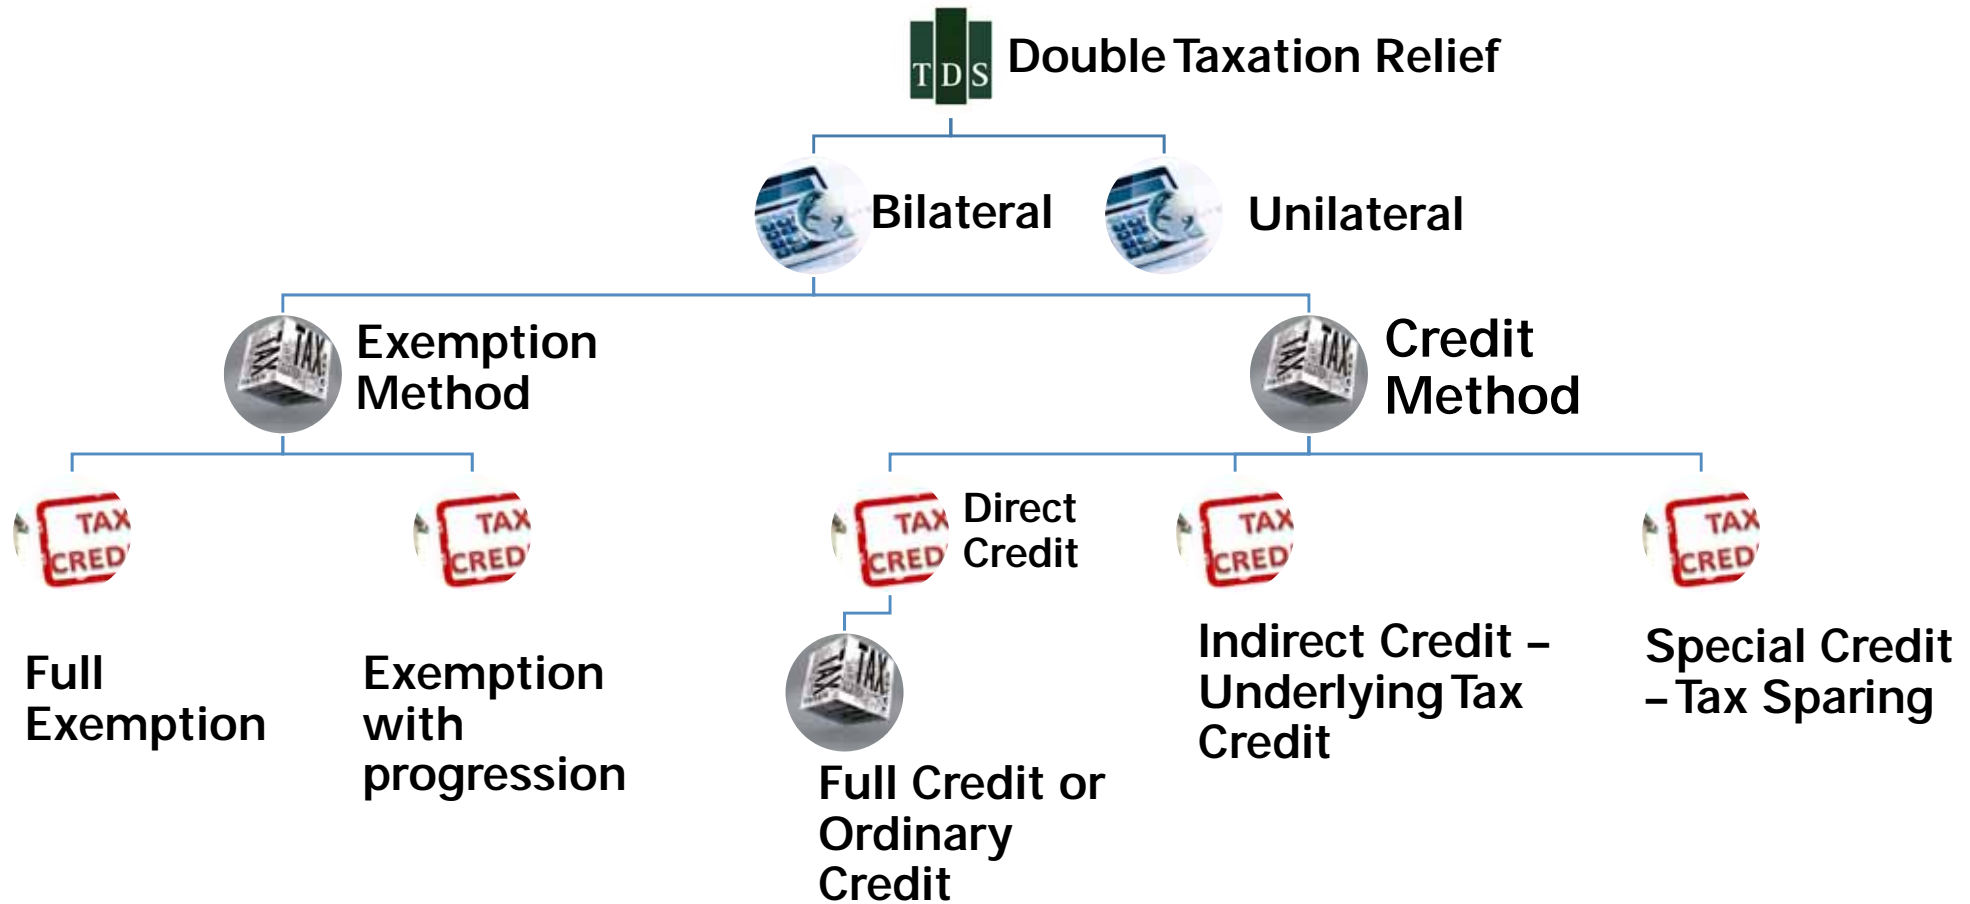 TDS
Double Taxation Relief
Bilateral
Unilateral
TAX
TAX
Exemption
Method
TAX
TAX
Credit
Method
TAX
CRED
TAX
CRED
TAX
CRED
Direct
Credit
TAX
CRED
TAX
CRED
Full
Exemption
Exemption
with
progression
TAX
TAX
Full Credit or
Ordinary
Credit
Indirect Credit –
Underlying Tax
Credit
Special Credit
– Tax Sparing